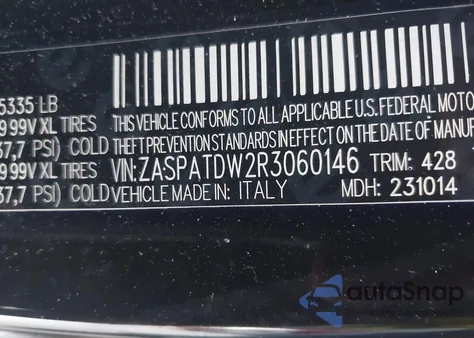 5335 LB
THIS VEHICLE CONFORMS TO ALL APPLICABLE U.S. FEDERAL MOTOR
9 99V XL TIRES
37,7 PSI) COLD THEFT PREVENTION STANDARDS IN EFFECT ON THE DATE OF MANUF
9 99V XL TIRES VIN: ZASPATDW2R3060146 TRIM: 428
37,7 PSI) COLD VEHICLE MADE IN: ITALY MDH: 231014
autoSnap